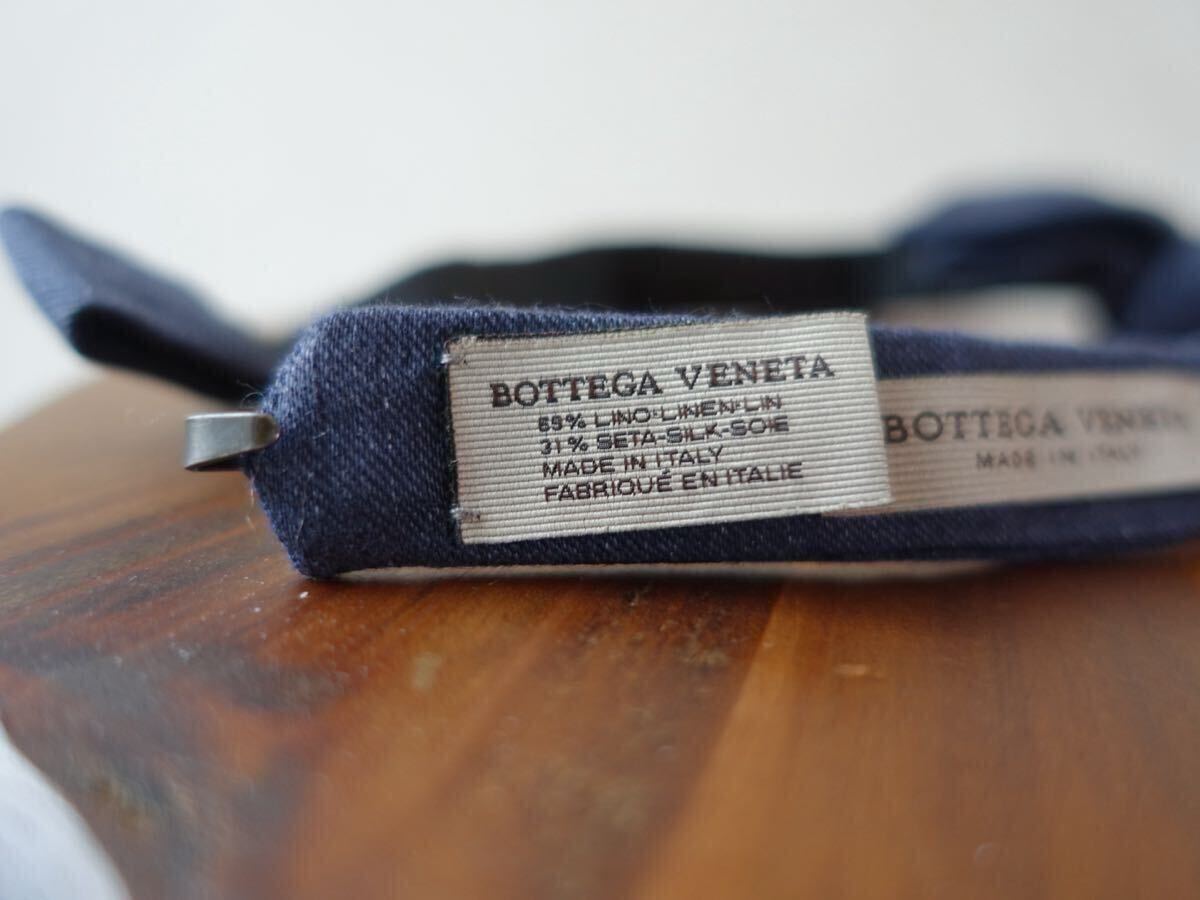 BOTTEGA VENETA
69% LINO-LINEN-LIN
31% SETA-SILK-SOIE
MADE IN ITALY
FABRIQUÉ EN ITALIE
BOTTEGA VENETA
MADE IN ITALY